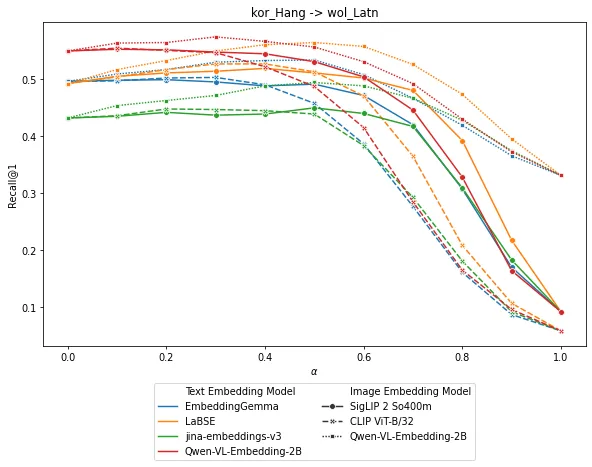 kor_Hang -> wol_Latn
Recall@1
0.5
0.4
0.3
0.2
0.1
0.0 0.2 0.4 0.6 0.8 1.0
α
Text Embedding Model
EmbeddingGemma
LaBSE
jina-embeddings-v3
Qwen-VL-Embedding-2B
Image Embedding Model
SigLIP 2 So400m
CLIP ViT-B/32
Qwen-VL-Embedding-2B